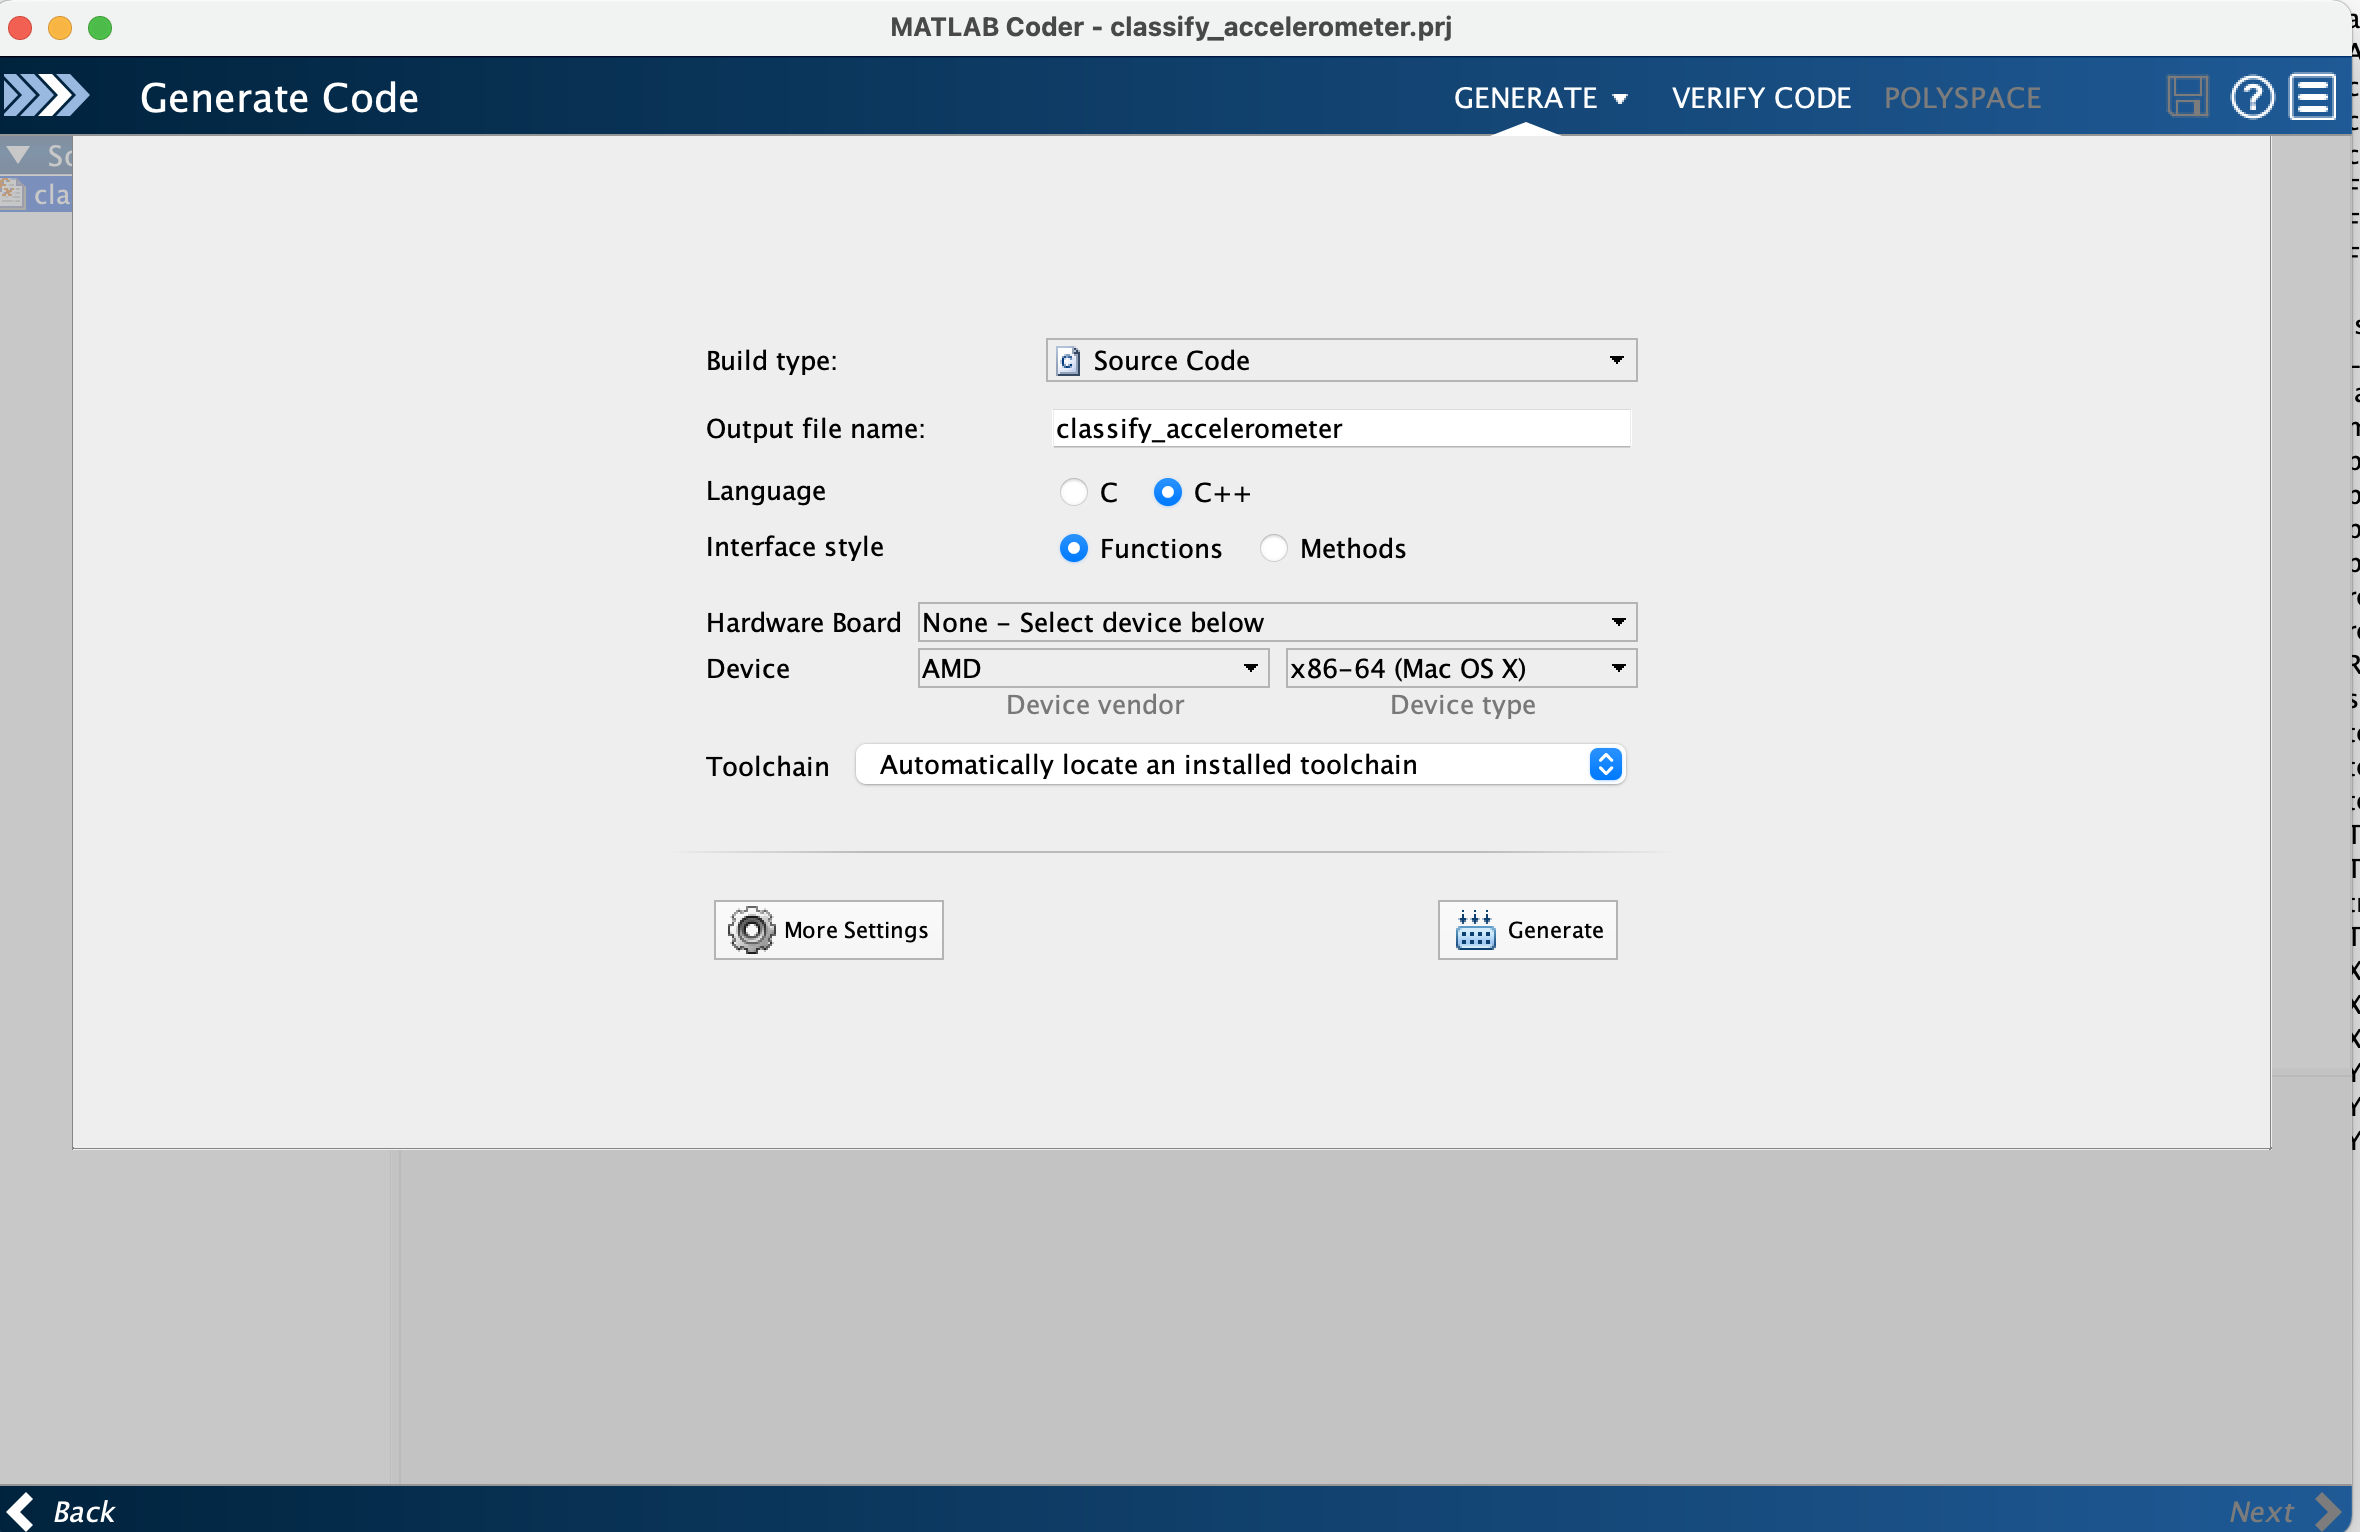 MATLAB Coder - classify_accelerometer.prj
Generate Code
GENERATE
VERIFY CODE
POLYSPACE
Build type:
Source Code
Output file name:
classify_accelerometer
Language
C
C++
Interface style
Functions
Methods
Hardware Board
None - Select device below
Device
AMD
x86-64 (Mac OS X)
Device vendor
Device type
Toolchain
Automatically locate an installed toolchain
More Settings
Generate
Back
Next